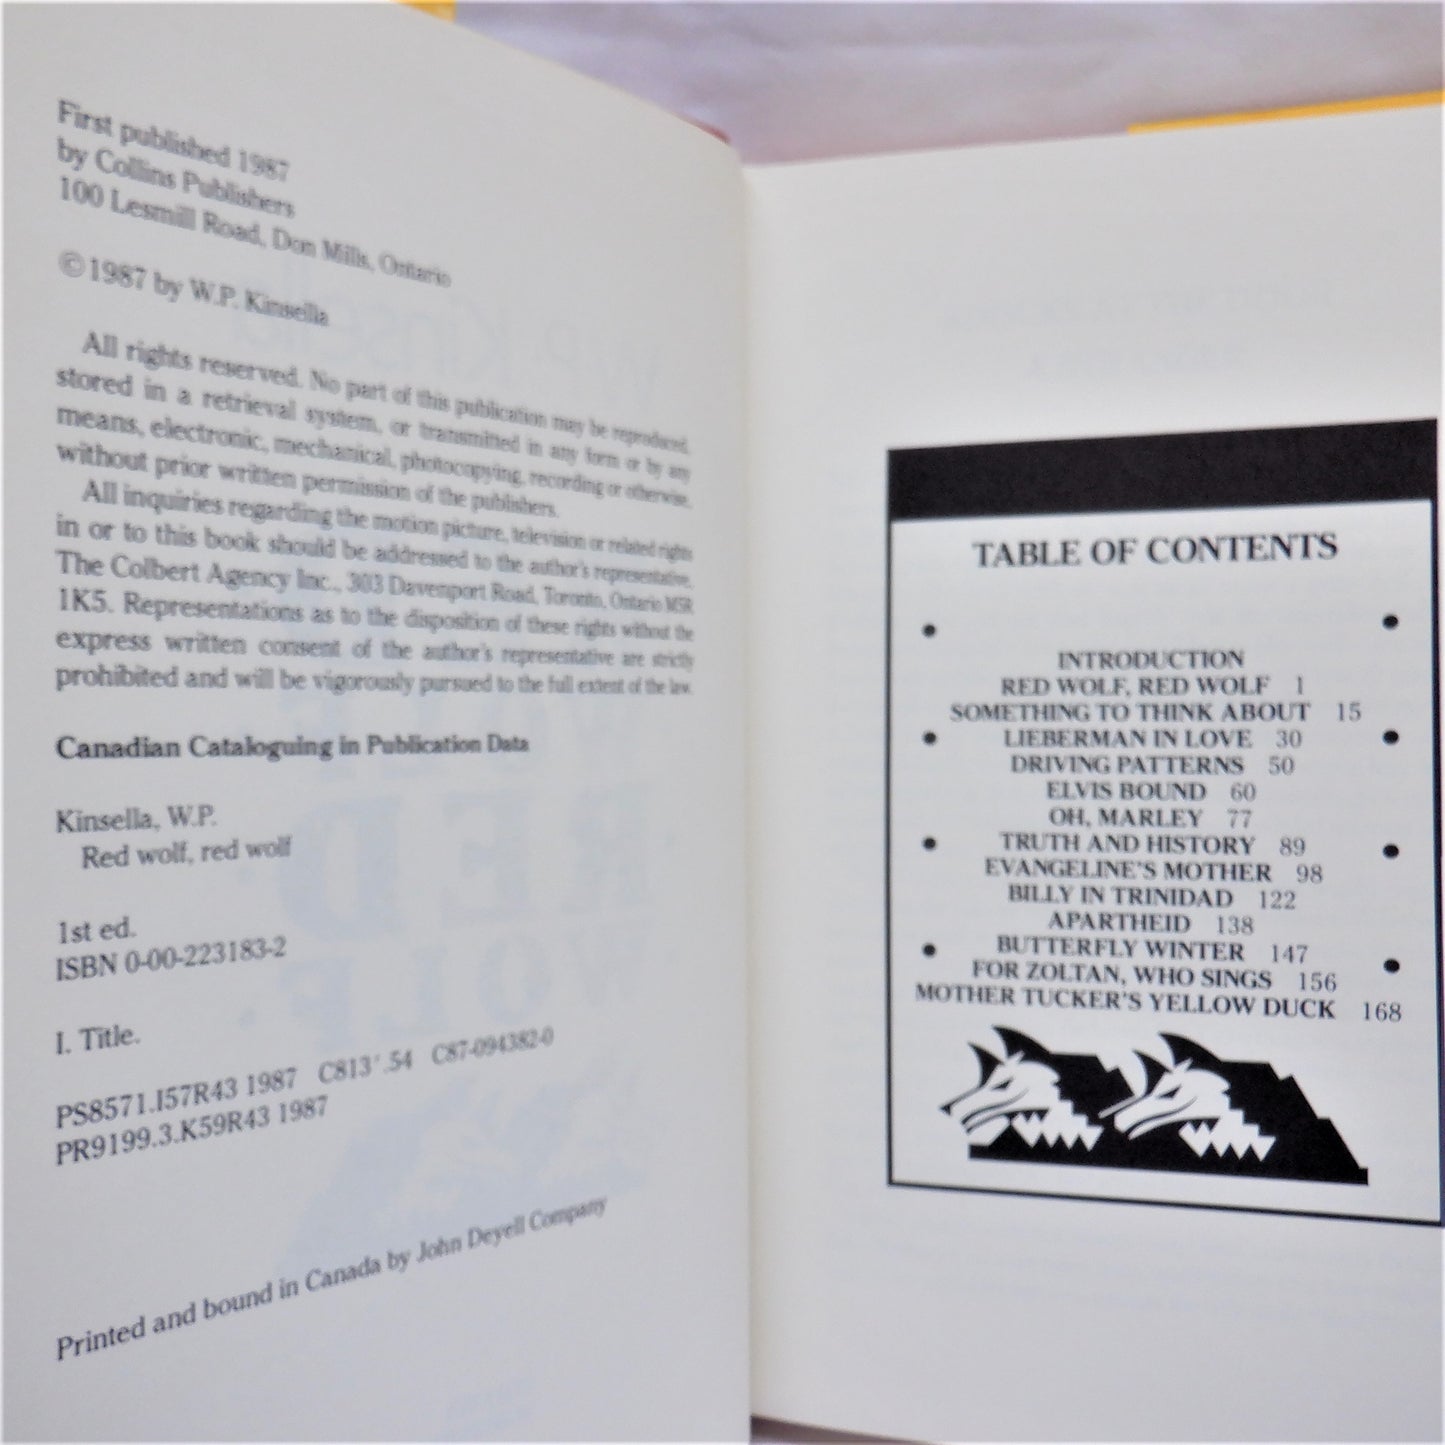 First published 1987
by Collins Publishers
100 Lesmill Road, Don Mills, Ontario
©1987 by W.P. Kinsella
All rights reserved. No part of this publication may be reproduced,
stored in a retrieval system, or transmitted in any form or by any
means, electronic, mechanical, photocopying, recording or otherwise,
without prior written permission of the publishers.
All inquiries regarding the motion picture, television or related rights
in or to this book should be addressed to the author's representative,
The Colbert Agency Inc., 303 Davenport Road, Toronto, Ontario M5R
1K5. Representations as to the disposition of these rights without the
express written consent of the author's representative are strictly
prohibited and will be vigorously pursued to the full extent of the law.
Canadian Cataloguing in Publication Data
Kinsella, W.P.
Red wolf, red wolf
1st ed.
ISBN 0-00-223183-2
I. Title.
PS8571.I57R43 1987 C813'.54 C87-094382-0
PR9199.3.K59R43 1987
Printed and bound in Canada by John Deyell Company
TABLE OF CONTENTS
INTRODUCTION
RED WOLF, RED WOLF 1
SOMETHING TO THINK ABOUT 15
LIEBERMAN IN LOVE 30
DRIVING PATTERNS 50
ELVIS BOUND 60
OH, MARLEY 77
TRUTH AND HISTORY 89
EVANGELINE'S MOTHER 98
BILLY IN TRINIDAD 122
APARTHEID 138
BUTTERFLY WINTER 147
FOR ZOLTAN, WHO SINGS 156
MOTHER TUCKER'S YELLOW DUCK 168